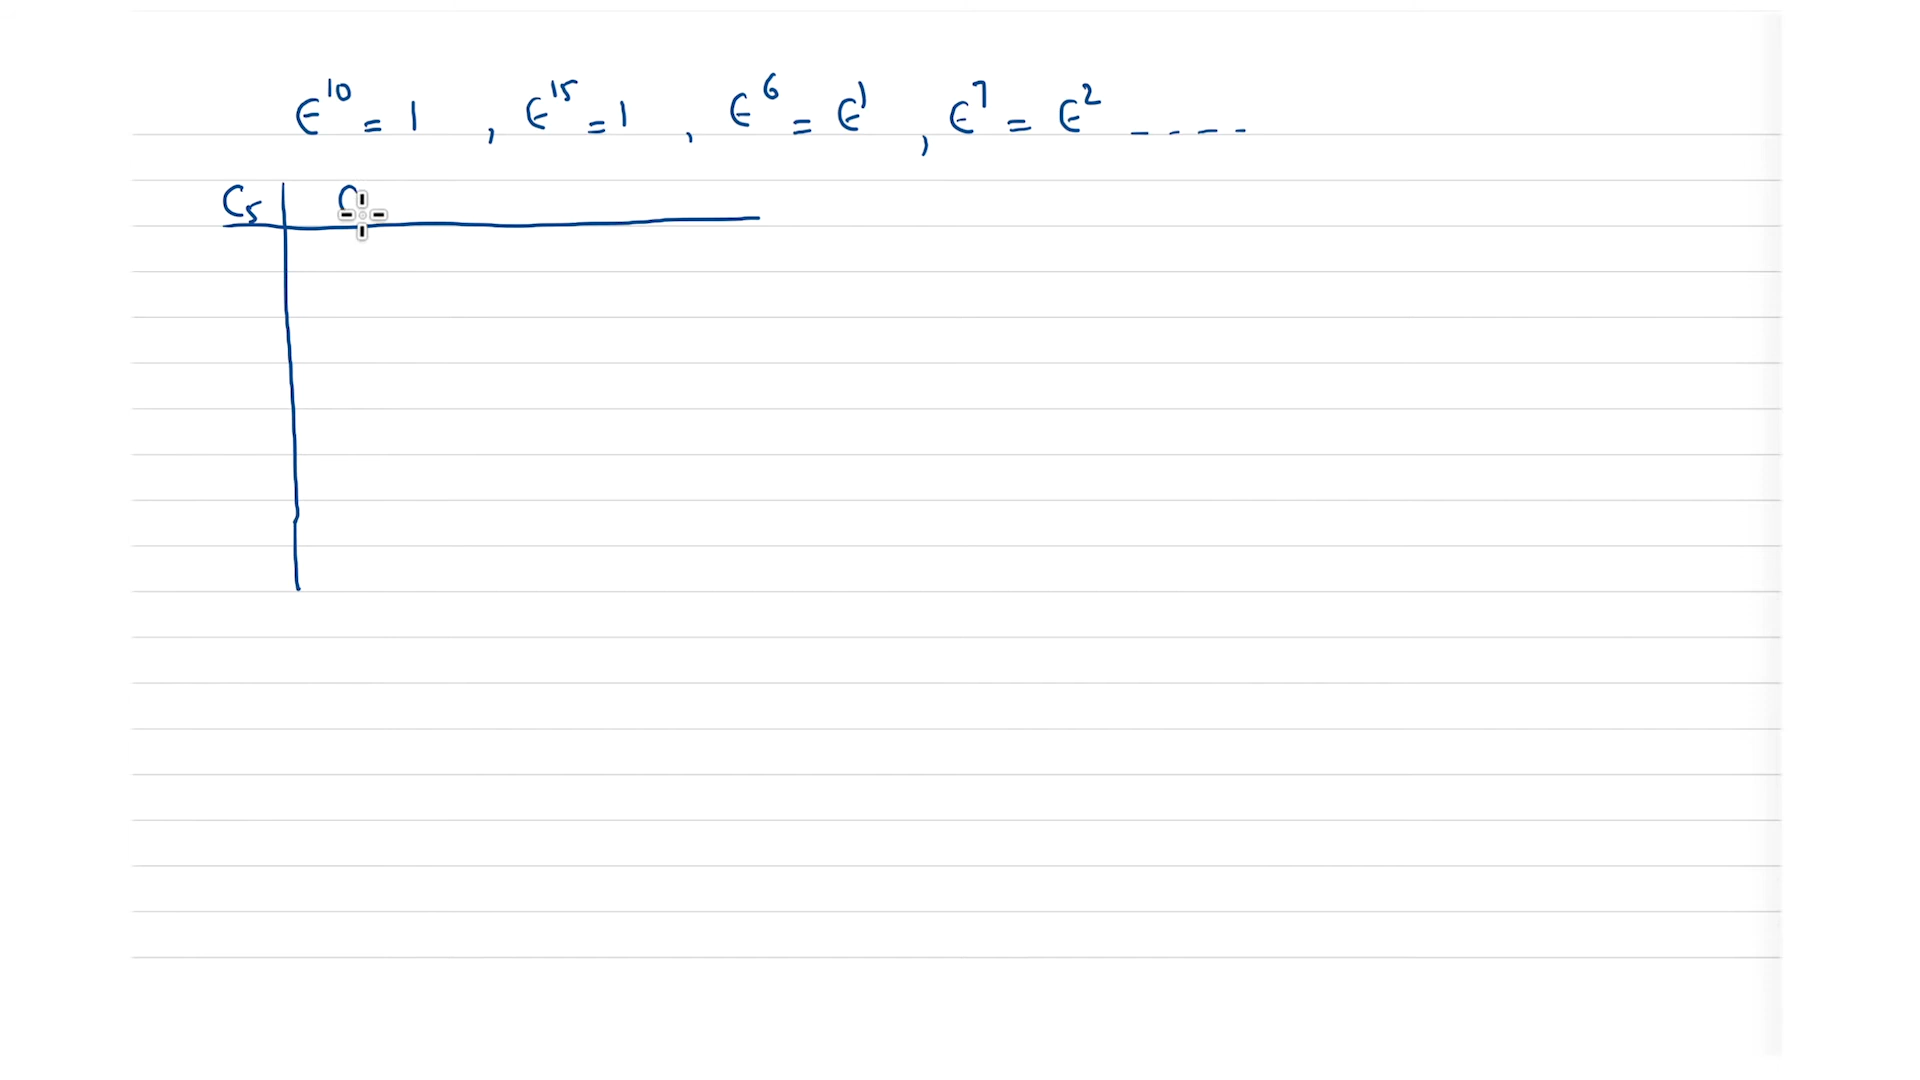 ϵ¹⁰ = 1 , ϵ¹⁵ = 1 , ϵ⁶ = ϵ¹ , ϵ⁷ = ϵ² - - - -
C₅